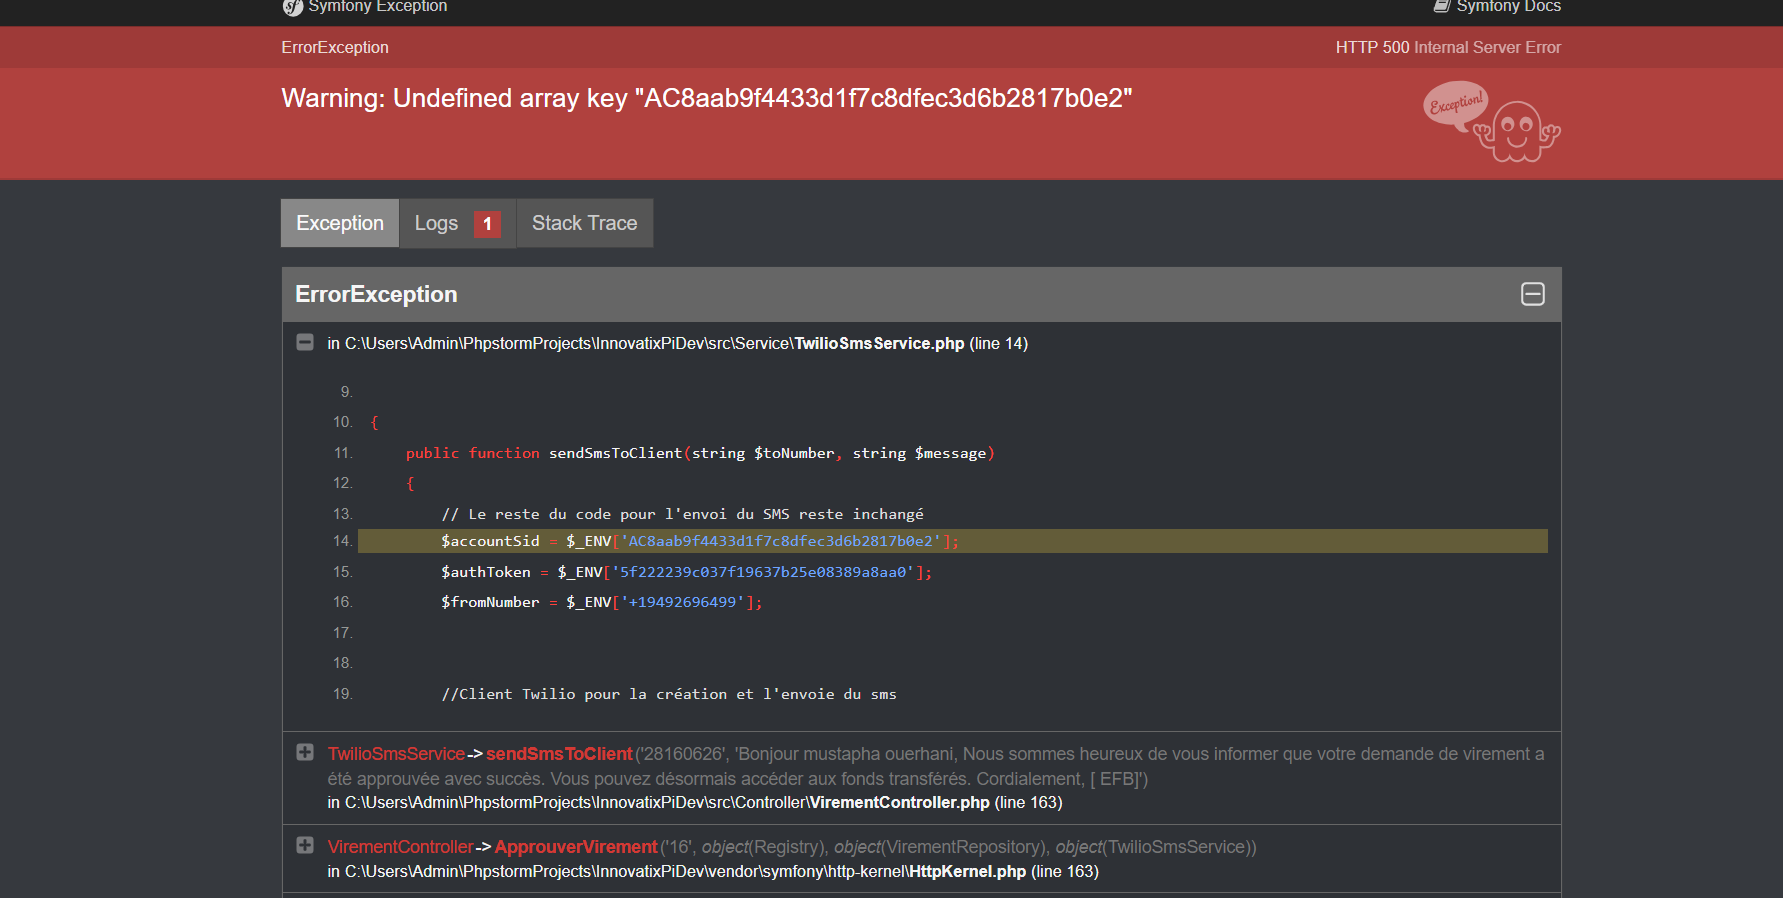 Symfony Exception
Symfony Docs
ErrorException
HTTP 500 Internal Server Error
Warning: Undefined array key "AC8aab9f4433d1f7c8dfec3d6b2817b0e2"
Exception!
Exception
Logs 1
Stack Trace
ErrorException
in C:\Users\Admin\PhpstormProjects\InnovatixPiDev\src\Service\TwilioSmsService.php (line 14)
9.
10. {
11. public function sendSmsToClient(string $toNumber, string $message)
12. {
13. // Le reste du code pour l'envoi du SMS reste inchangé
14. $accountSid = $_ENV['AC8aab9f4433d1f7c8dfec3d6b2817b0e2'];
15. $authToken = $_ENV['5f222239c037f19637b25e08389a8aa0'];
16. $fromNumber = $_ENV['+19492696499'];
17.
18.
19. //Client Twilio pour la création et l'envoie du sms
TwilioSmsService->sendSmsToClient('28160626', 'Bonjour mustapha ouerhani, Nous sommes heureux de vous informer que votre demande de virement a
été approuvée avec succès. Vous pouvez désormais accéder aux fonds transférés. Cordialement, [ EFB]')
in C:\Users\Admin\PhpstormProjects\InnovatixPiDev\src\Controller\VirementController.php (line 163)
VirementController->ApprouverVirement('16', object(Registry), object(VirementRepository), object(TwilioSmsService))
in C:\Users\Admin\PhpstormProjects\InnovatixPiDev\vendor\symfony\http-kernel\HttpKernel.php (line 163)